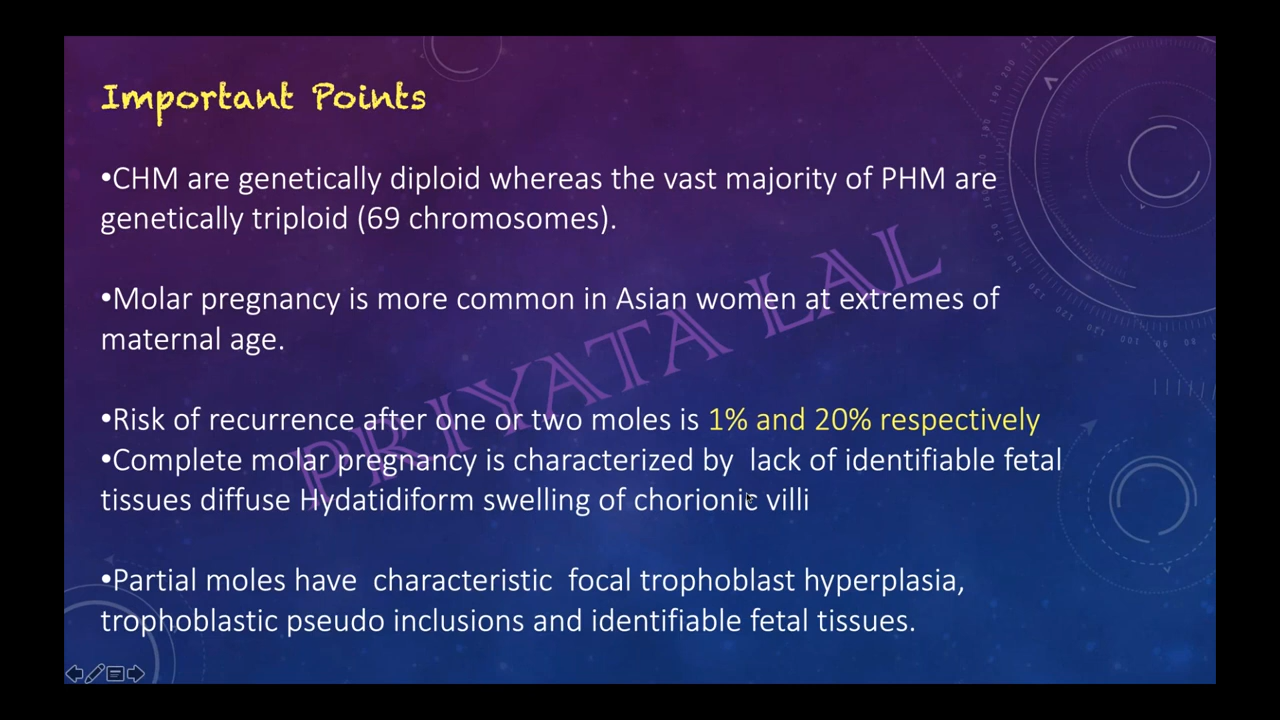 Important Points
•CHM are genetically diploid whereas the vast majority of PHM are
genetically triploid (69 chromosomes).
•Molar pregnancy is more common in Asian women at extremes of
maternal age.
•Risk of recurrence after one or two moles is 1% and 20% respectively
•Complete molar pregnancy is characterized by  lack of identifiable fetal
tissues diffuse Hydatidiform swelling of chorionic villi
•Partial moles have  characteristic  focal trophoblast hyperplasia,
trophoblastic pseudo inclusions and identifiable fetal tissues.
PRIYATA LAL